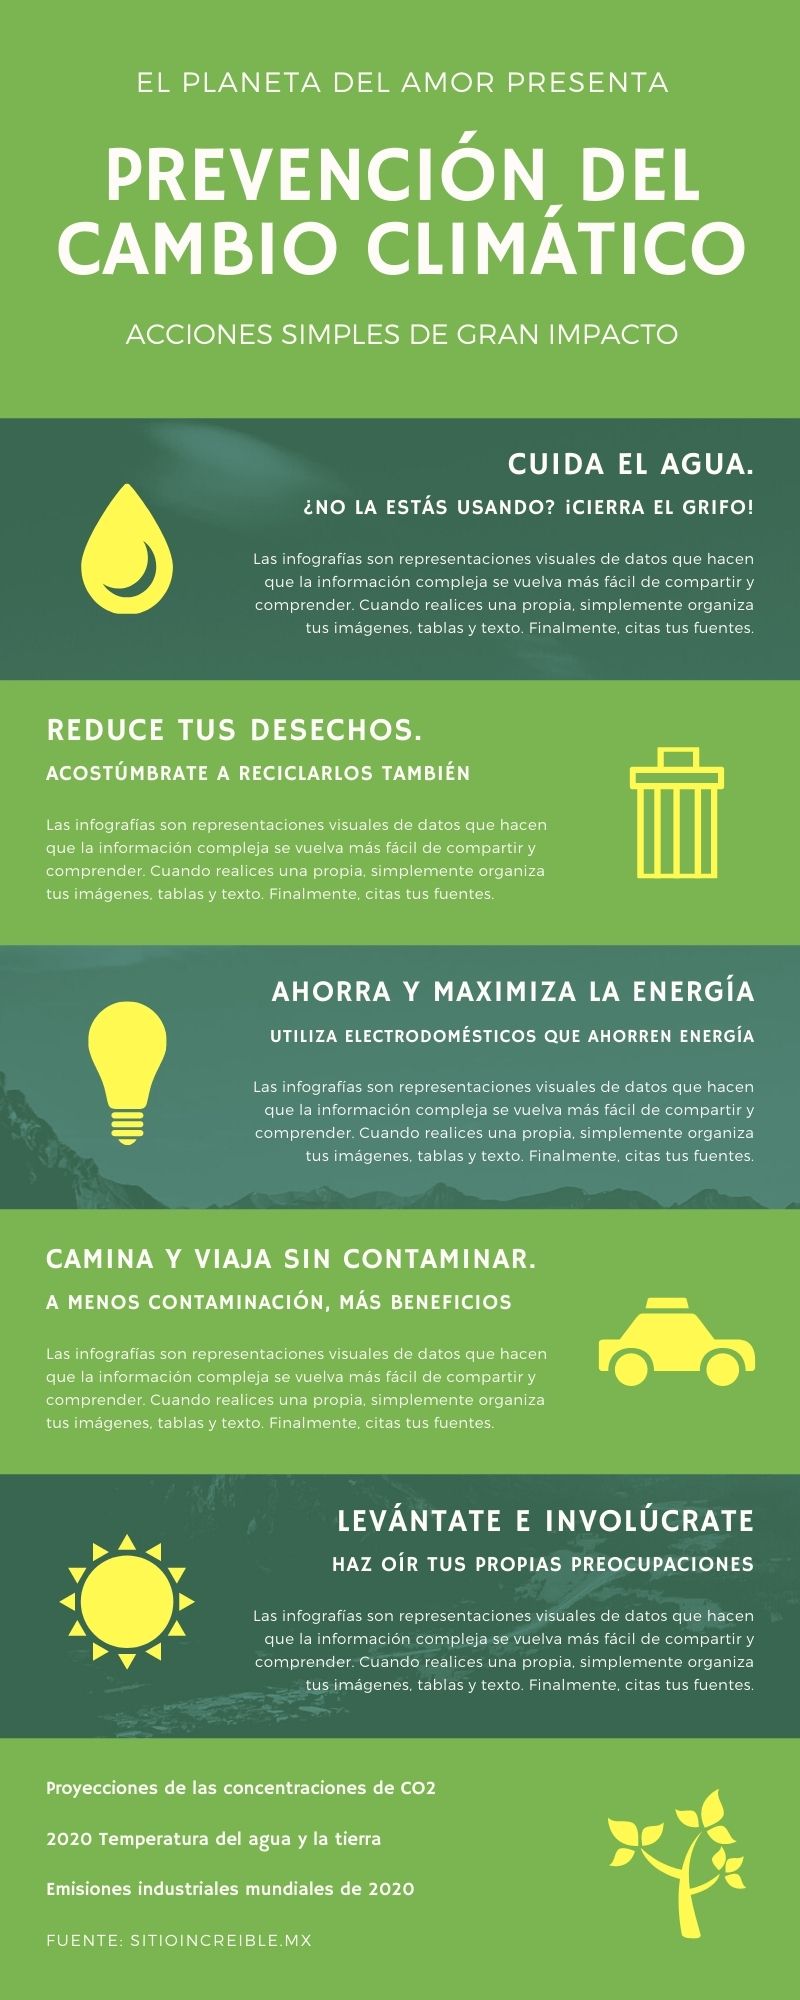 EL PLANETA DEL AMOR PRESENTA
PREVENCIÓN DEL
CAMBIO CLIMÁTICO
ACCIONES SIMPLES DE GRAN IMPACTO
CUIDA EL AGUA.
¿NO LA ESTÁS USANDO? ¡CIERRA EL GRIFO!
Las infografías son representaciones visuales de datos que hacen
que la información compleja se vuelva más fácil de compartir y
comprender. Cuando realices una propia, simplemente organiza
tus imágenes, tablas y texto. Finalmente, citas tus fuentes.
REDUCE TUS DESECHOS.
ACOSTÚMBRATE A RECICLARLOS TAMBIÉN
Las infografías son representaciones visuales de datos que hacen
que la información compleja se vuelva más fácil de compartir y
comprender. Cuando realices una propia, simplemente organiza
tus imágenes, tablas y texto. Finalmente, citas tus fuentes.
AHORRA Y MAXIMIZA LA ENERGÍA
UTILIZA ELECTRODOMÉSTICOS QUE AHORREN ENERGÍA
Las infografías son representaciones visuales de datos que hacen
que la información compleja se vuelva más fácil de compartir y
comprender. Cuando realices una propia, simplemente organiza
tus imágenes, tablas y texto. Finalmente, citas tus fuentes.
CAMINA Y VIAJA SIN CONTAMINAR.
A MENOS CONTAMINACIÓN, MÁS BENEFICIOS
Las infografías son representaciones visuales de datos que hacen
que la información compleja se vuelva más fácil de compartir y
comprender. Cuando realices una propia, simplemente organiza
tus imágenes, tablas y texto. Finalmente, citas tus fuentes.
LEVÁNTATE E INVOLÚCRATE
HAZ OÍR TUS PROPIAS PREOCUPACIONES
Las infografías son representaciones visuales de datos que hacen
que la información compleja se vuelva más fácil de compartir y
comprender. Cuando realices una propia, simplemente organiza
tus imágenes, tablas y texto. Finalmente, citas tus fuentes.
Proyecciones de las concentraciones de CO2
2020 Temperatura del agua y la tierra
Emisiones industriales mundiales de 2020
FUENTE: SITIOINCREIBLE.MX